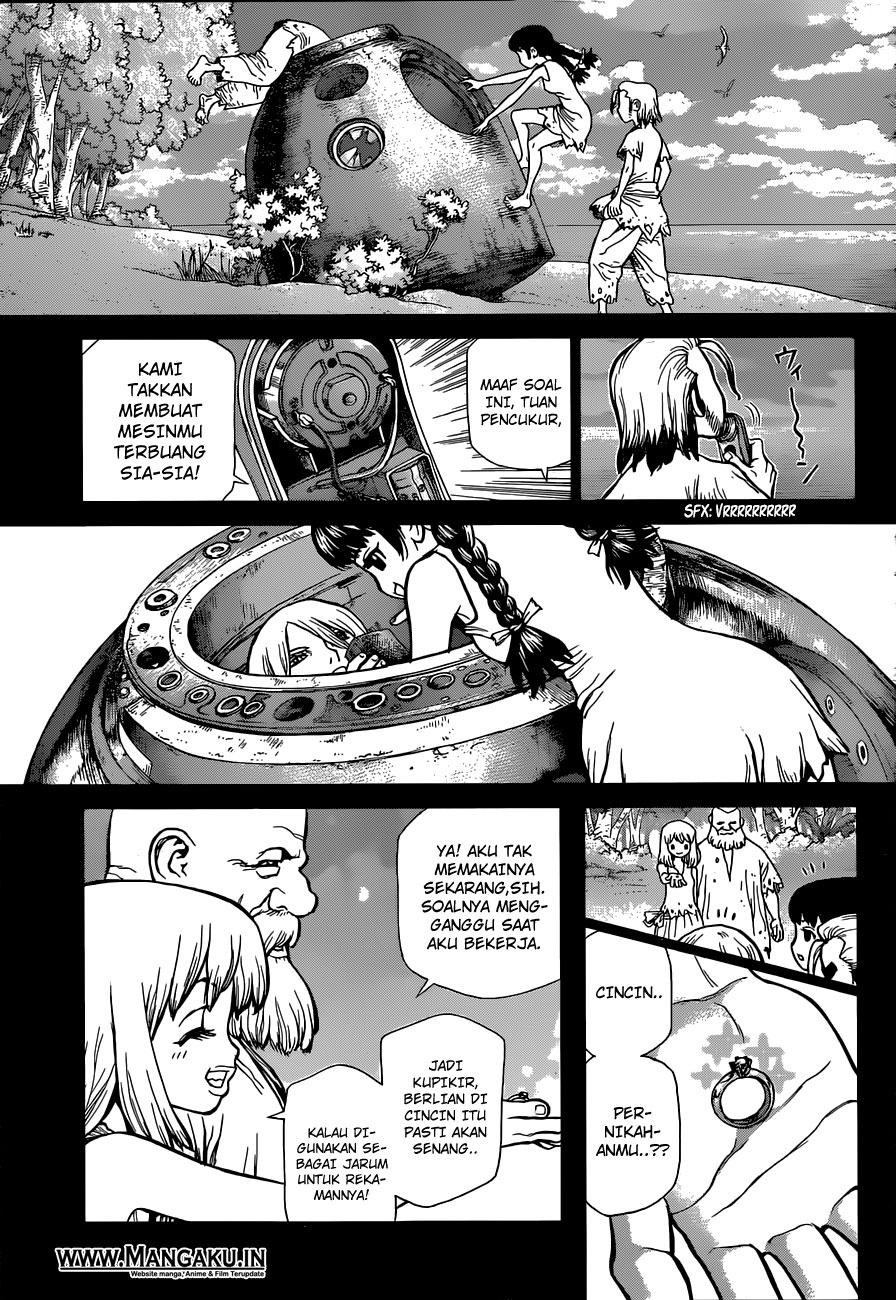 ウィーン
SFX: VRRRRRRRRRR
MAAF SOAL
INI, TUAN
PENCUKUR,
KAMI
TAKKAN
MEMBUAT
MESINMU
TERBUANG
SIA-SIA!
CINCIN..
PER-
NIKAH-
ANMU..??
YA! AKU TAK
MEMAKAINYA
SEKARANG,SIH.
SOALNYA MENG-
GANGGU SAAT
AKU BEKERJA.
JADI
KUPIKIR,
BERLIAN DI
CINCIN ITU
PASTI AKAN
SENANG..
KALAU DI-
GUNAKAN SE-
BAGAI JARUM
UNTUK REKA-
MANNYA!
WWW.MANGAKU.IN
Website manga, Anime & Film Terupdate